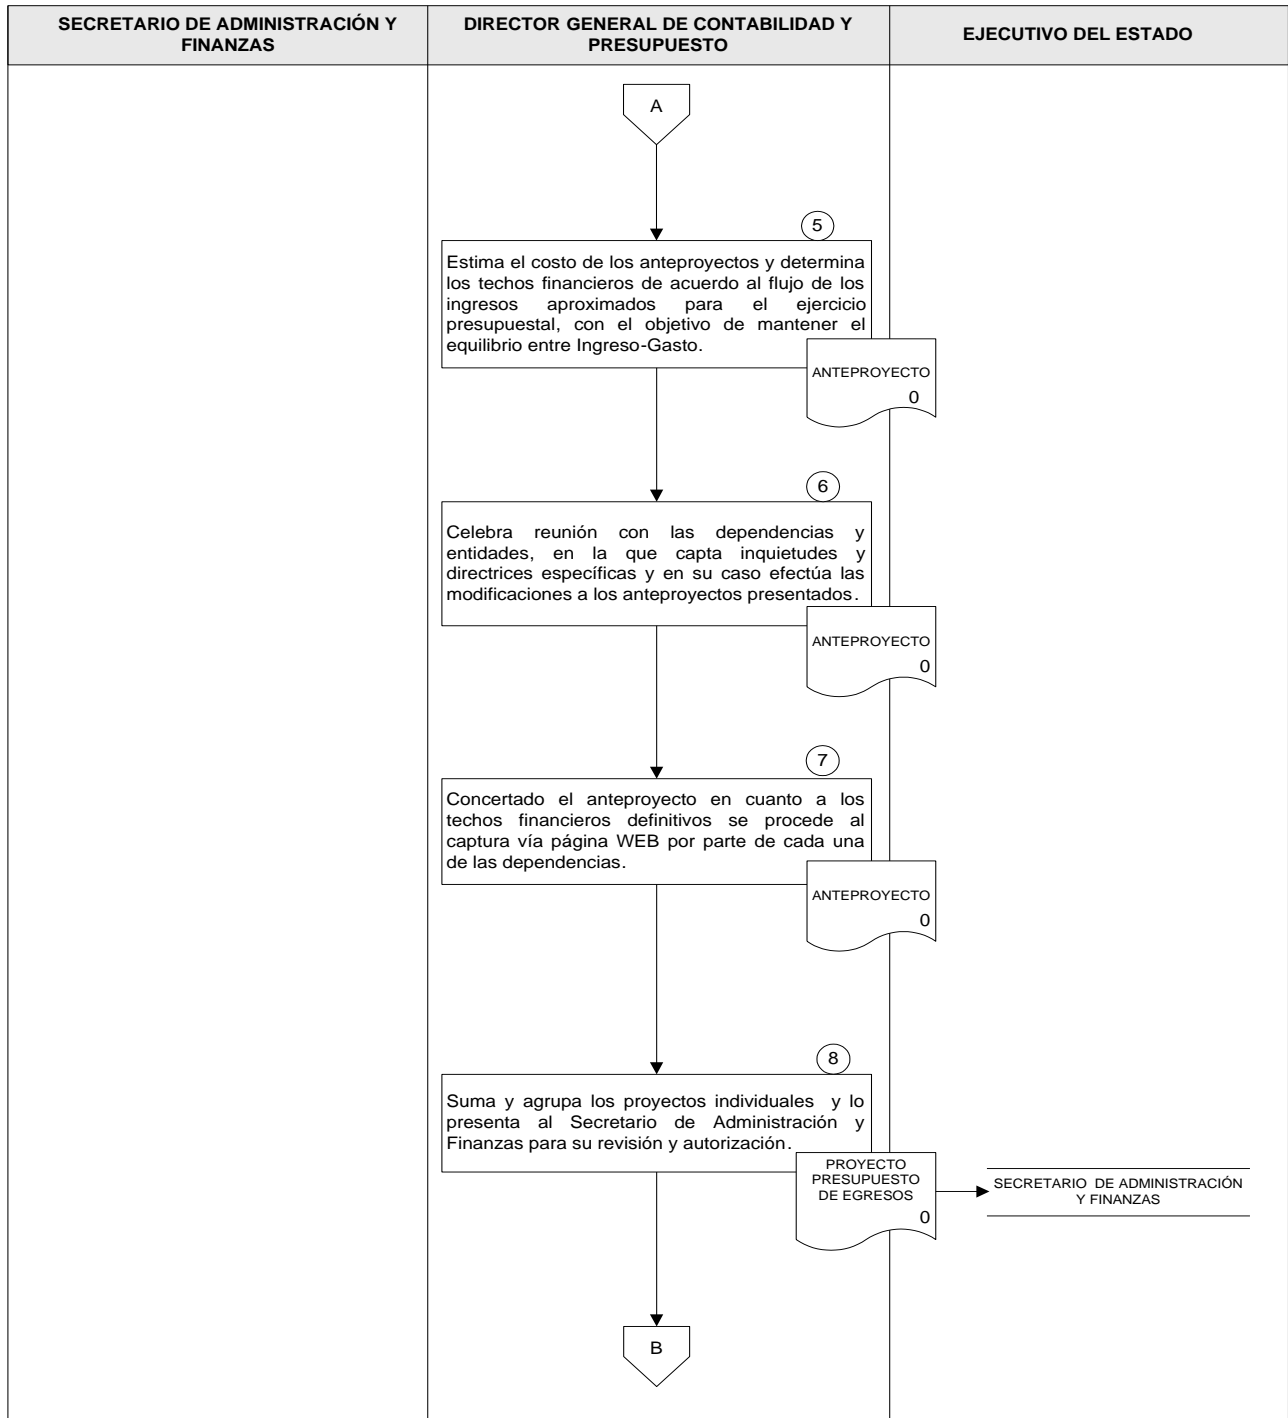 SECRETARIO DE ADMINISTRACIÓN Y
FINANZAS
DIRECTOR GENERAL DE CONTABILIDAD Y
PRESUPUESTO
EJECUTIVO DEL ESTADO
A
5
Estima el costo de los anteproyectos y determina
los techos financieros de acuerdo al flujo de los
ingresos aproximados para el ejercicio
presupuestal, con el objetivo de mantener el
equilibrio entre Ingreso-Gasto.
ANTEPROYECTO
0
6
Celebra reunión con las dependencias y
entidades, en la que capta inquietudes y
directrices específicas y en su caso efectúa las
modificaciones a los anteproyectos presentados.
ANTEPROYECTO
0
7
Concertado el anteproyecto en cuanto a los
techos financieros definitivos se procede al
captura vía página WEB por parte de cada una
de las dependencias.
ANTEPROYECTO
0
8
Suma y agrupa los proyectos individuales y lo
presenta al Secretario de Administración y
Finanzas para su revisión y autorización.
PROYECTO
PRESUPUESTO
DE EGRESOS
0
SECRETARIO DE ADMINISTRACIÓN
Y FINANZAS
B